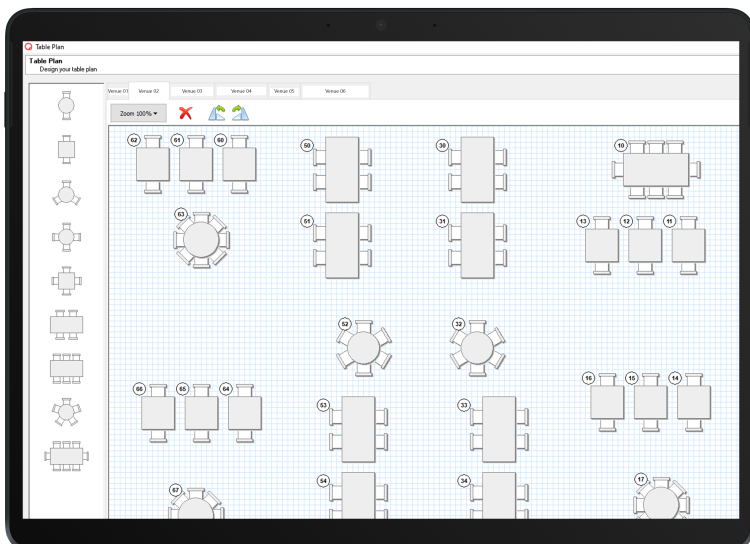 Table Plan
Table Plan
Design your table plan
Venue 01 Venue 02 Venue 03 Venue 04 Venue 05 Venue 06
Zoom 100%
62 61 60 50 30 10
63 51 31 13 12 11
52 32
66 65 64 53 33 16 15 14
67 54 34 17